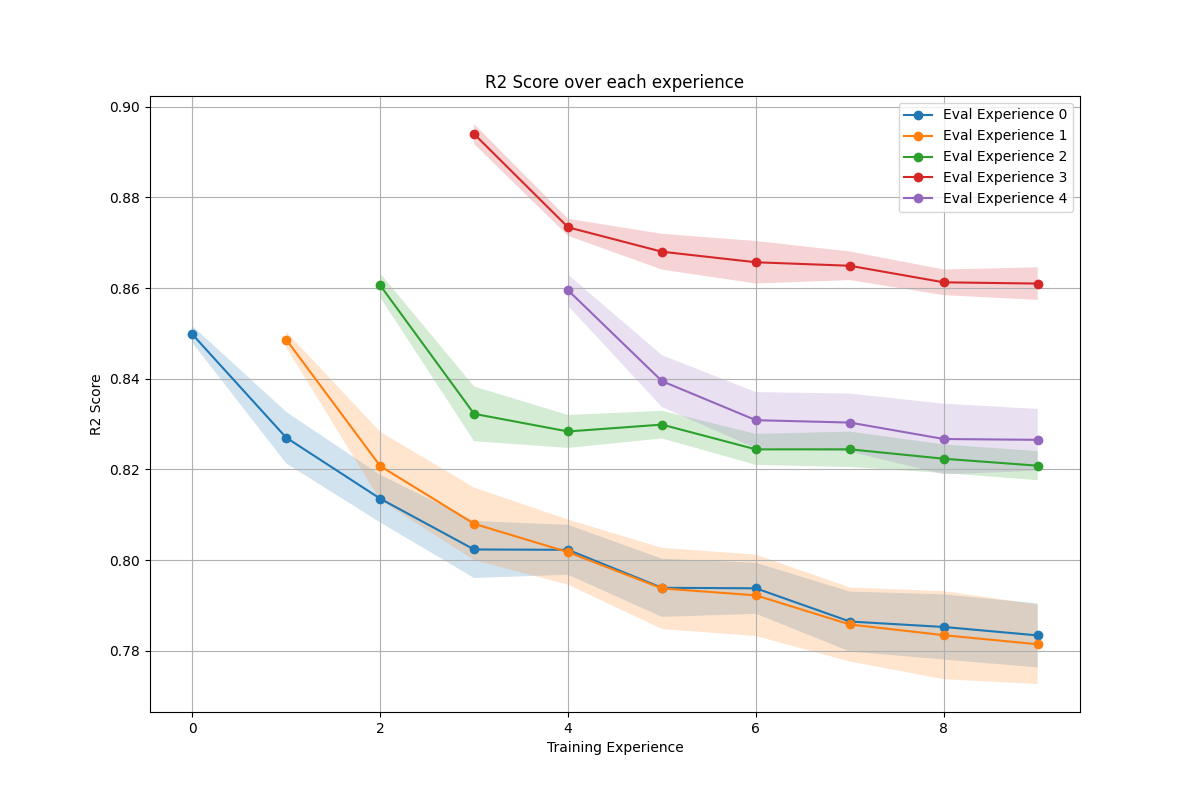 R2 Score over each experience
0.90
0.88
0.86
0.84
0.82
0.80
0.78
R2 Score
Eval Experience 0
Eval Experience 1
Eval Experience 2
Eval Experience 3
Eval Experience 4
0 2 4 6 8
Training Experience